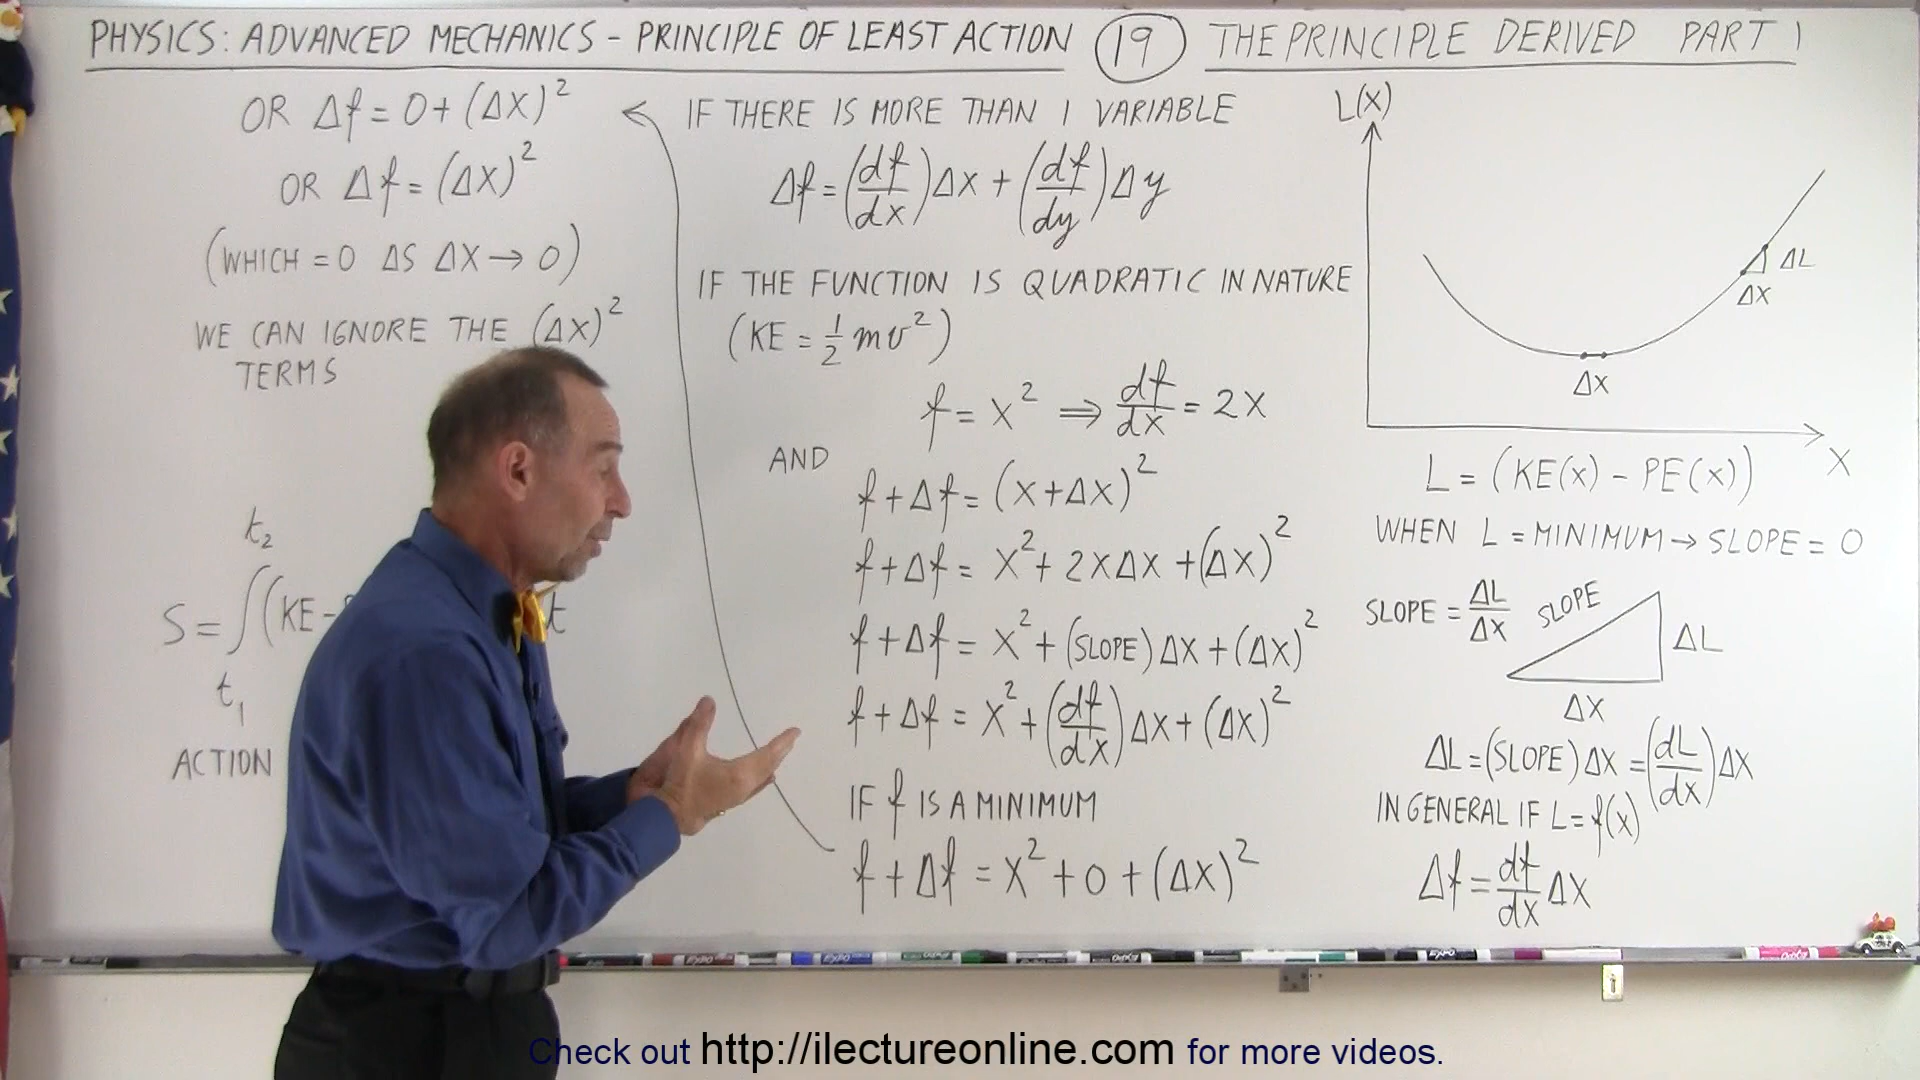 PHYSICS: ADVANCED MECHANICS - PRINCIPLE OF LEAST ACTION (19) THE PRINCIPLE DERIVED PART 1
OR Δf = 0 + (ΔX)²
OR Δf = (ΔX)²
(WHICH = 0 AS ΔX → 0)
WE CAN IGNORE THE (ΔX)²
TERMS
t₂
S = ∫(KE - t
t₁
ACTION
IF THERE IS MORE THAN 1 VARIABLE
Δf = (df/dx)ΔX + (df/dy)Δy
IF THE FUNCTION IS QUADRATIC IN NATURE
(KE = ½ mv²)
f = X² ⟹ df/dx = 2X
AND
f + Δf = (X + ΔX)²
f + Δf = X² + 2XΔX + (ΔX)²
f + Δf = X² + (SLOPE)ΔX + (ΔX)²
f + Δf = X² + (df/dx)ΔX + (ΔX)²
IF f IS A MINIMUM
f + Δf = X² + 0 + (ΔX)²
L(X)
ΔL
ΔX
ΔX
X
L = (KE(x) - PE(x))
WHEN L = MINIMUM → SLOPE = 0
SLOPE = ΔL/ΔX
SLOPE
ΔL
ΔX
ΔL = (SLOPE)ΔX = (dL/dx)ΔX
IN GENERAL IF L = f(x)
Δf = df/dx ΔX
Check out http://ilectureonline.com for more videos.